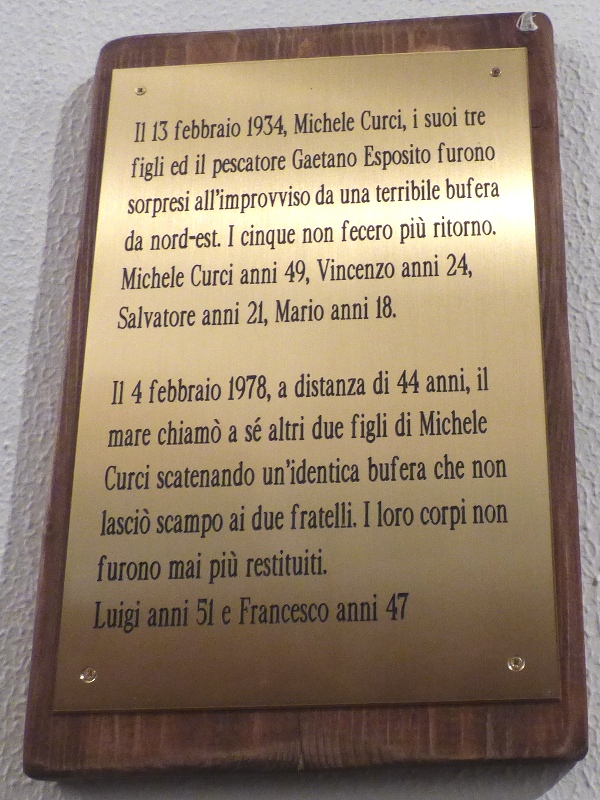 Il 13 febbraio 1934, Michele Curci, i suoi tre
figli ed il pescatore Gaetano Esposito furono
sorpresi all'improvviso da una terribile bufera
da nord-est. I cinque non fecero più ritorno.
Michele Curci anni 49, Vincenzo anni 24,
Salvatore anni 21, Mario anni 18.
Il 4 febbraio 1978, a distanza di 44 anni, il
mare chiamò a sé altri due figli di Michele
Curci scatenando un'identica bufera che non
lasciò scampo ai due fratelli. I loro corpi non
furono mai più restituiti.
Luigi anni 51 e Francesco anni 47